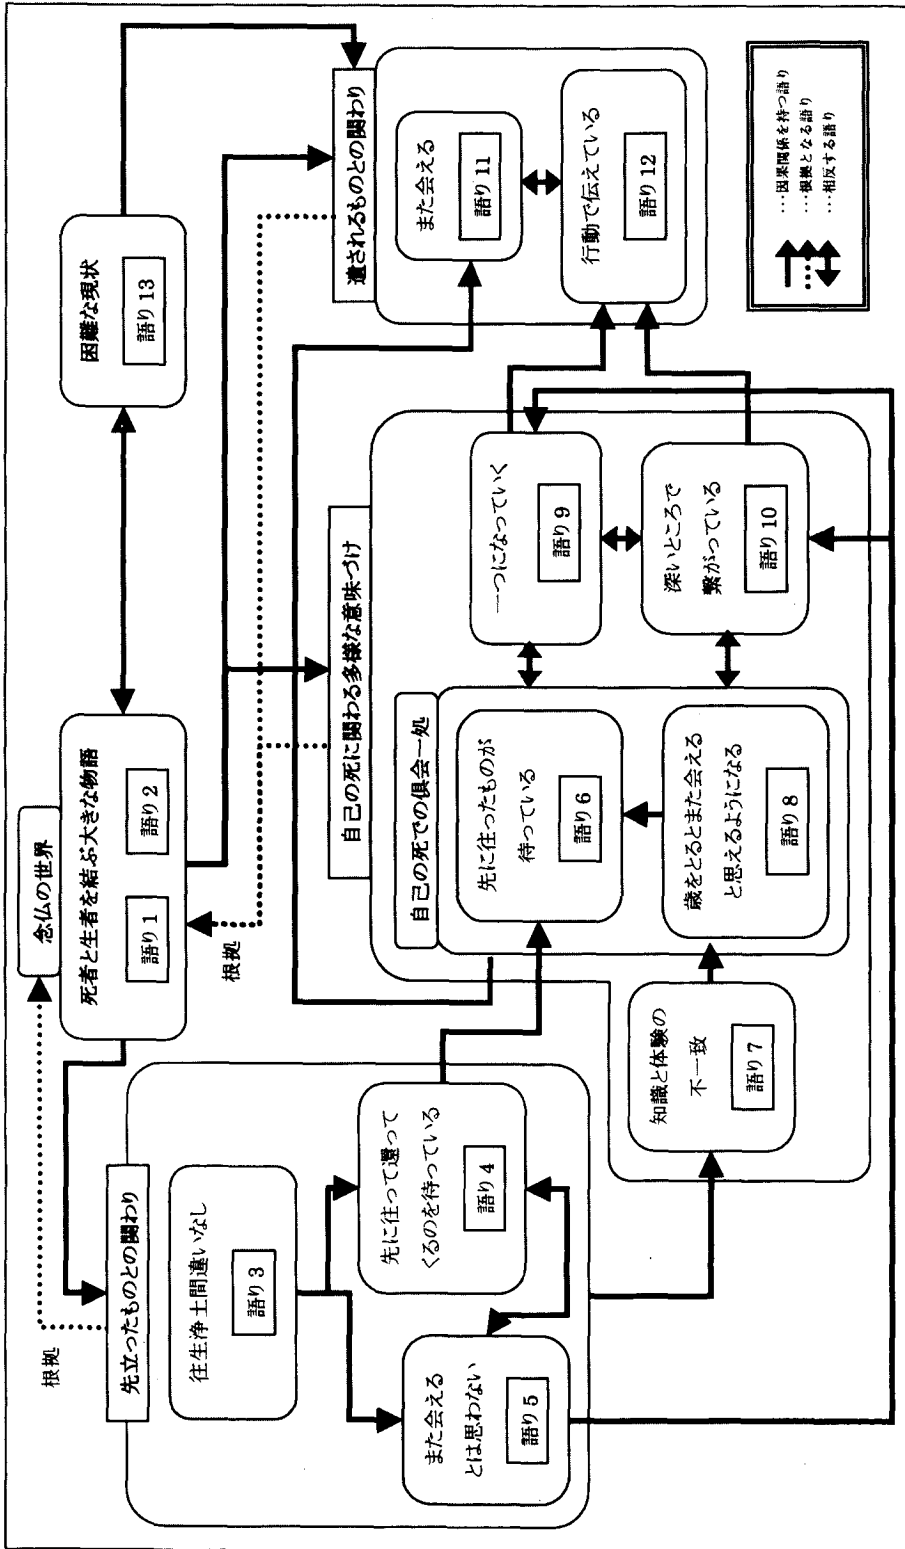 念仏の世界
死者と生者を結ぶ大きな物語
語り1
語り2
困難な現状
語り13
根拠
根拠
先立ったものとの関わり
往生浄土間違いなし
語り3
先に往って還って
くるのを待っている
語り4
また会える
とは思わない
語り5
自己の死に関わる多様な意味づけ
自己の死での倶会一処
先に往ったものが
待っている
語り6
知識と体験の
不一致
語り7
歳をとるとまた会える
と思えるようになる
語り8
一つになっていく
語り9
深いところで
繋がっている
語り10
遺されるものとの関わり
また会える
語り11
行動で伝えている
語り12
…因果関係を持つ語り
…根拠となる語り
…相反する語り